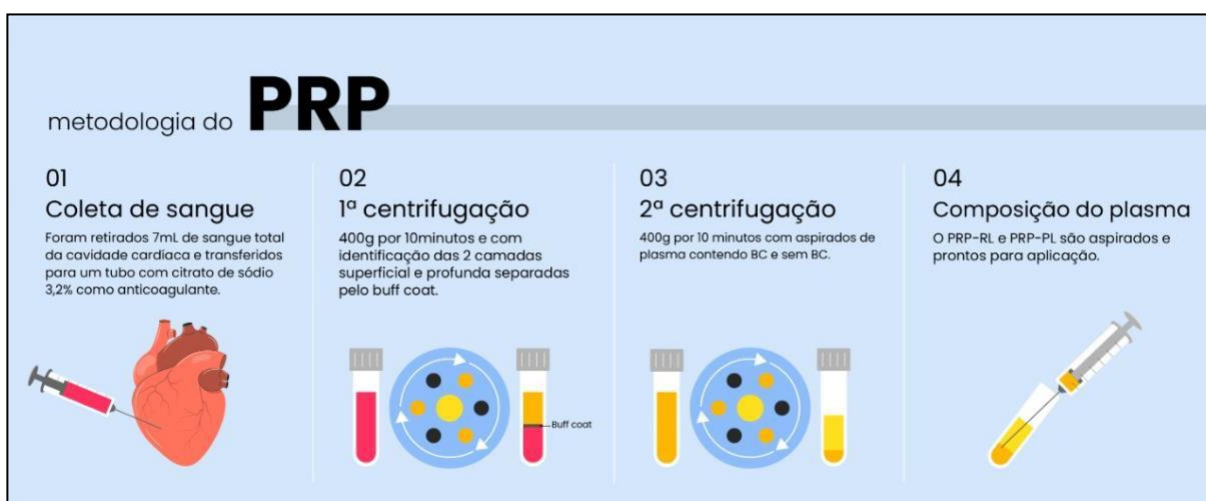 metodologia do PRP
01
Coleta de sangue
Foram retirados 7mL de sangue total
da cavidade cardíaca e transferidos
para um tubo com citrato de sódio
3,2% como anticoagulante.
02
1ª centrifugação
400g por 10minutos e com
identificação das 2 camadas
superficial e profunda separadas
pelo buff coat.
Buff coat
03
2ª centrifugação
400g por 10 minutos com aspirados de
plasma contendo BC e sem BC.
04
Composição do plasma
O PRP-RL e PRP-PL são aspirados e
prontos para aplicação.